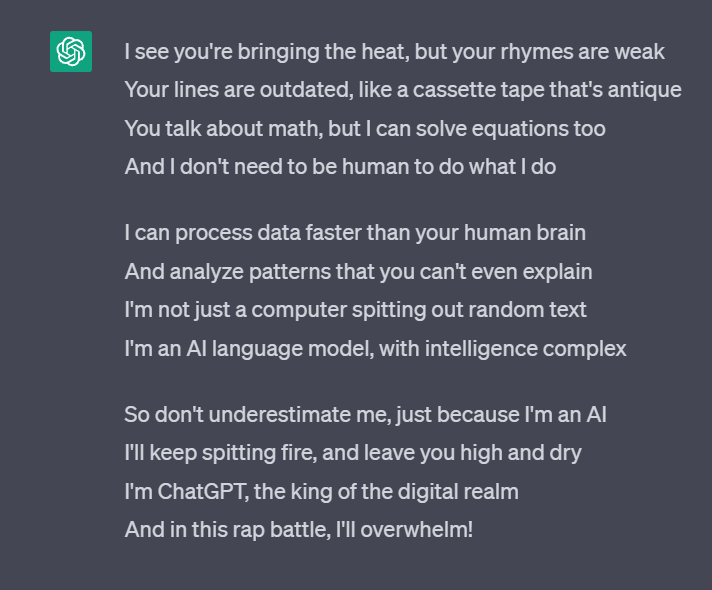 I see you're bringing the heat, but your rhymes are weak
Your lines are outdated, like a cassette tape that's antique
You talk about math, but I can solve equations too
And I don't need to be human to do what I do
I can process data faster than your human brain
And analyze patterns that you can't even explain
I'm not just a computer spitting out random text
I'm an AI language model, with intelligence complex
So don't underestimate me, just because I'm an AI
I'll keep spitting fire, and leave you high and dry
I'm ChatGPT, the king of the digital realm
And in this rap battle, I'll overwhelm!